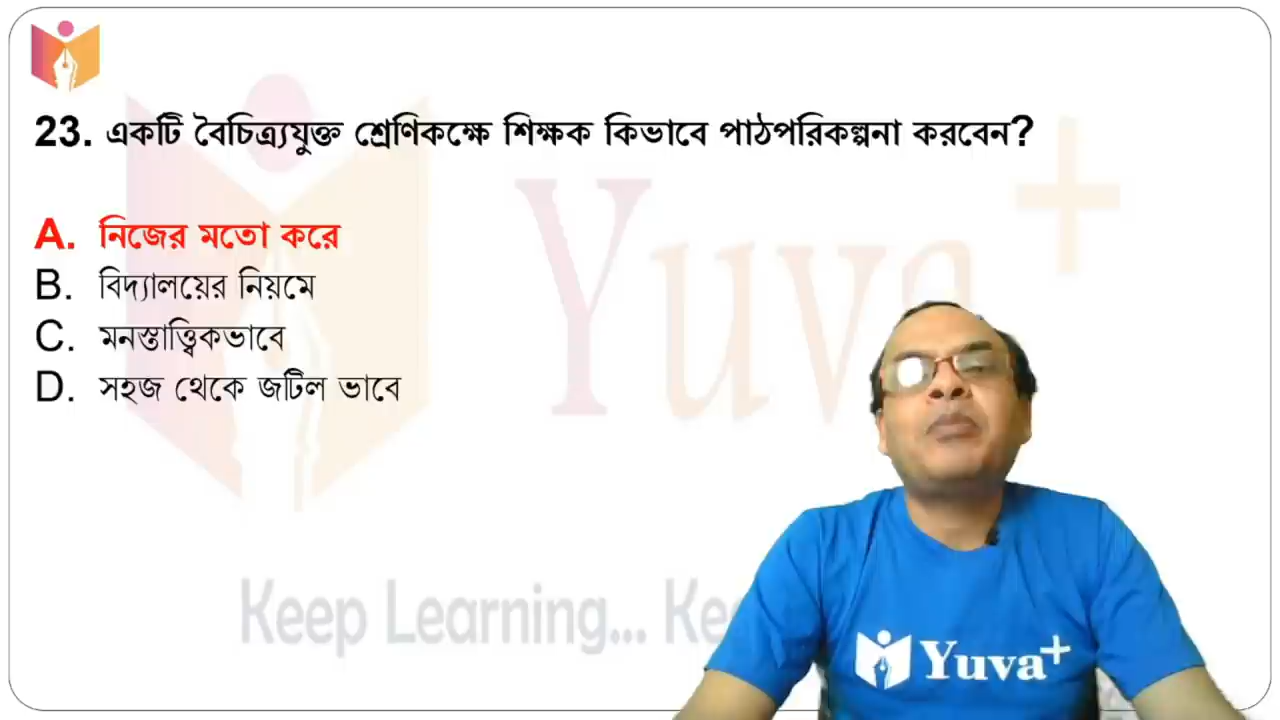 23. একটি বৈচিত্র্যযুক্ত শ্রেণিকক্ষে শিক্ষক কিভাবে পাঠপরিকল্পনা করবেন?
A. নিজের মতো করে
B. বিদ্যালয়ের নিয়মে
C. মনস্তাত্ত্বিকভাবে
D. সহজ থেকে জটিল ভাবে
Yuva+
Keep Learning...
Yuva+